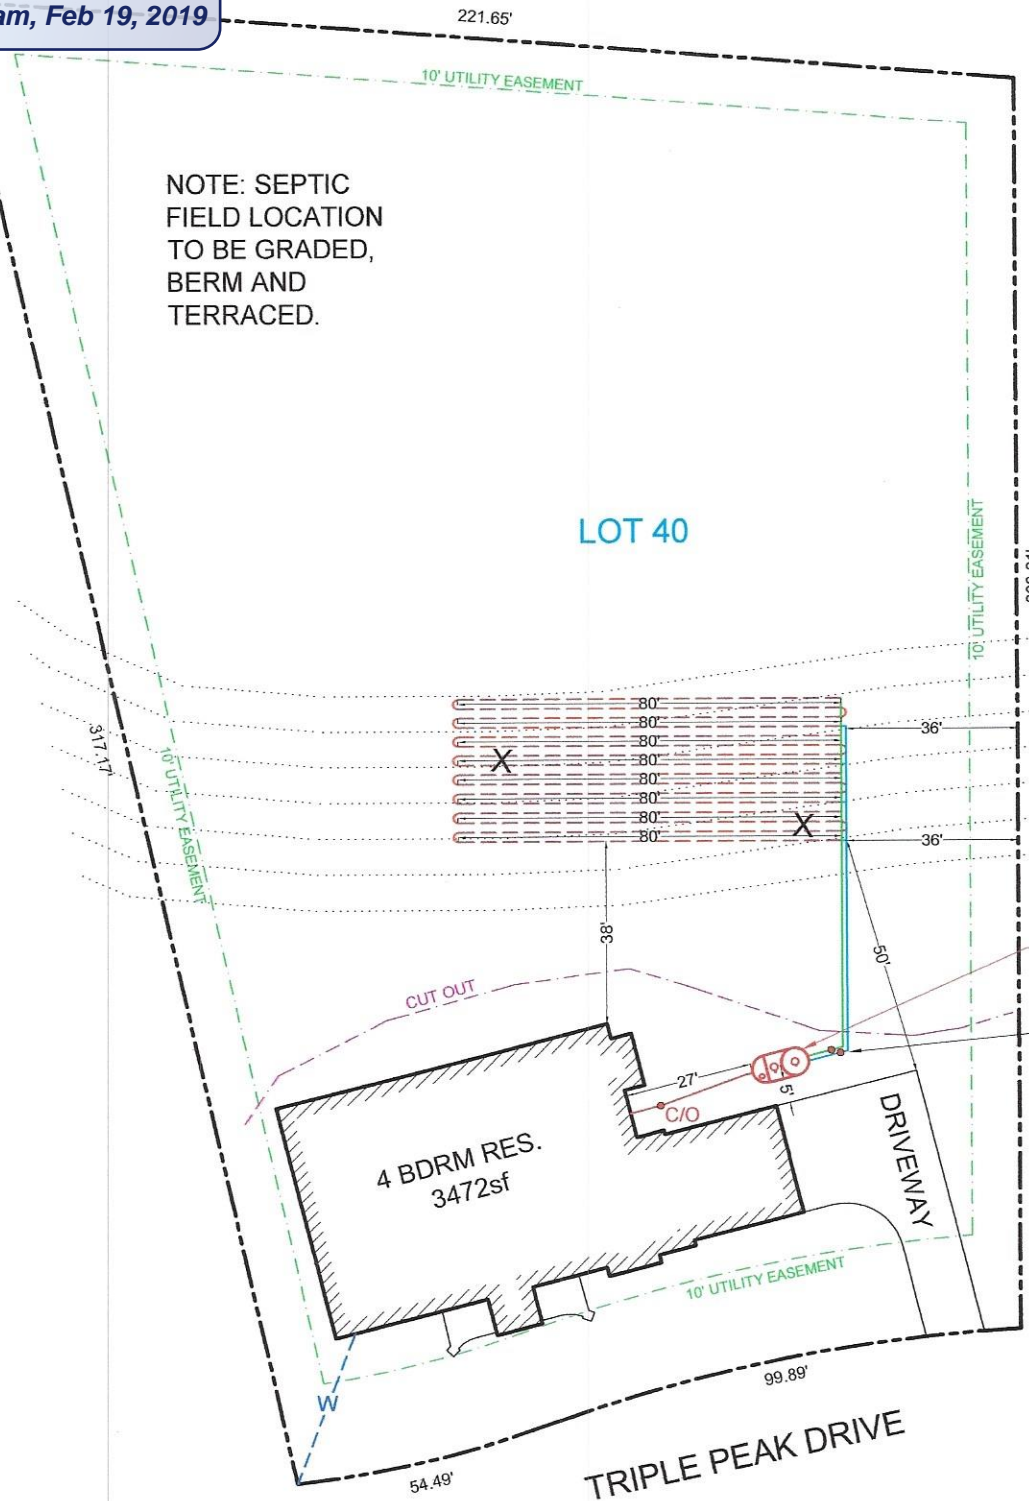 am, Feb 19, 2019
221.65'
10' UTILITY EASEMENT
NOTE: SEPTIC
FIELD LOCATION
TO BE GRADED,
BERM AND
TERRACED.
LOT 40
10' UTILITY EASEMENT
317.17'
10' UTILITY EASEMENT
80'
80'
80'
80'
80'
80'
80'
80'
X
X
36'
36'
38'
50'
CUT OUT
27'
5'
C/O
4 BDRM RES.
3472sf
DRIVEWAY
10' UTILITY EASEMENT
W
99.89'
54.49'
TRIPLE PEAK DRIVE